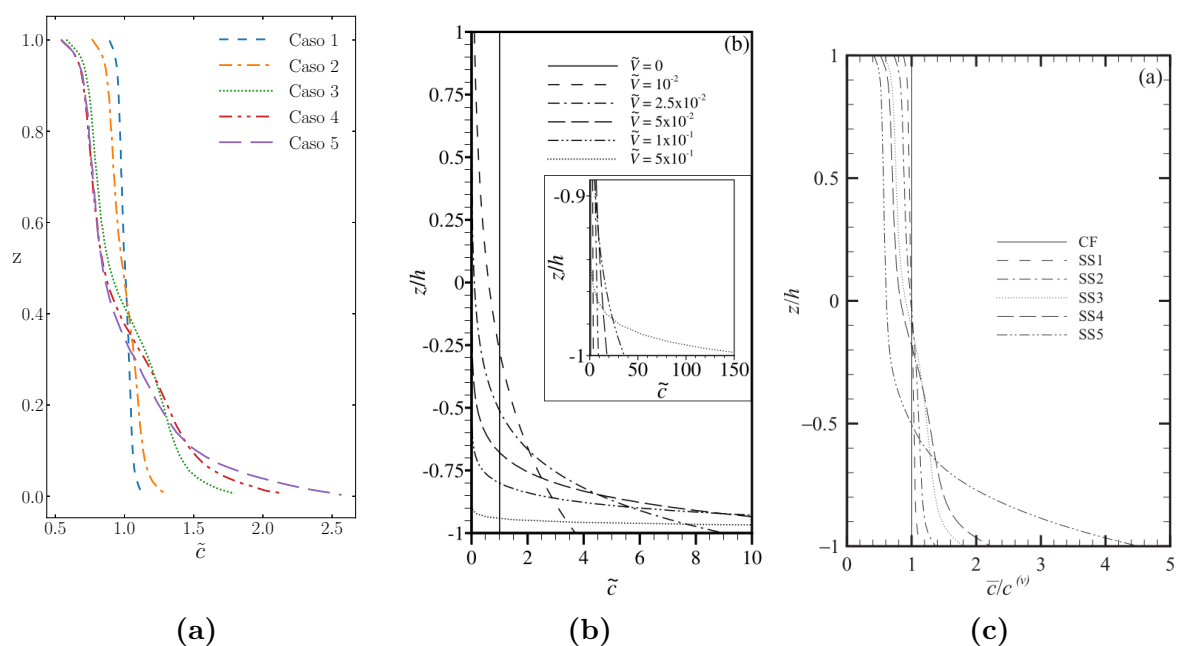 1.0
0.8
0.6
z
0.4
0.2
0.0
0.5 1.0 1.5 2.0 2.5
c̃
Caso 1
Caso 2
Caso 3
Caso 4
Caso 5
(a)
(b)
1
0.75
0.5
0.25
0
-0.25
-0.5
-0.75
-1
z/h
Ṽ = 0
Ṽ = 10⁻²
Ṽ = 2.5x10⁻²
Ṽ = 5x10⁻²
Ṽ = 1x10⁻¹
Ṽ = 5x10⁻¹
-0.9
z/h
-1
0 50 100 150
c̃
0 2 4 6 8 10
c̃
(b)
(a)
1
0.5
0
−0.5
−1
z/h
CF
SS1
SS2
SS3
SS4
SS5
0 1 2 3 4 5
c̅/c⁽ᵛ⁾
(c)